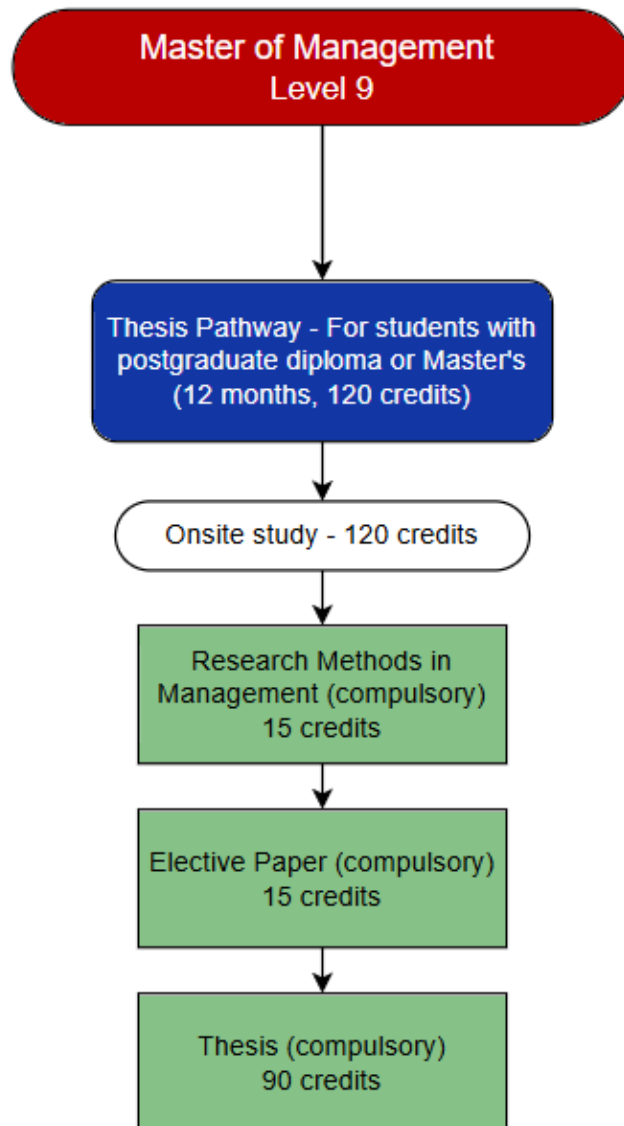 Master of Management
Level 9
Thesis Pathway - For students with
postgraduate diploma or Master's
(12 months, 120 credits)
Onsite study - 120 credits
Research Methods in
Management (compulsory)
15 credits
Elective Paper (compulsory)
15 credits
Thesis (compulsory)
90 credits